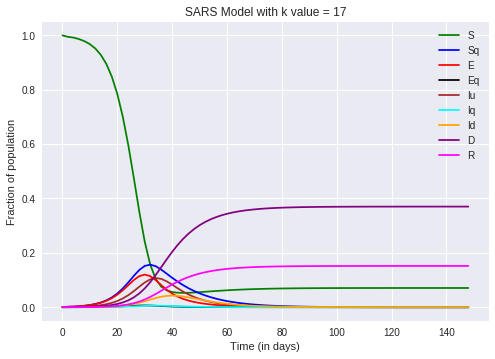 SARS Model with k value = 17
1.0
0.8
0.6
0.4
0.2
0.0
Fraction of population
0 20 40 60 80 100 120 140
Time (in days)
S
Sq
E
Eq
Iu
Iq
Id
D
R